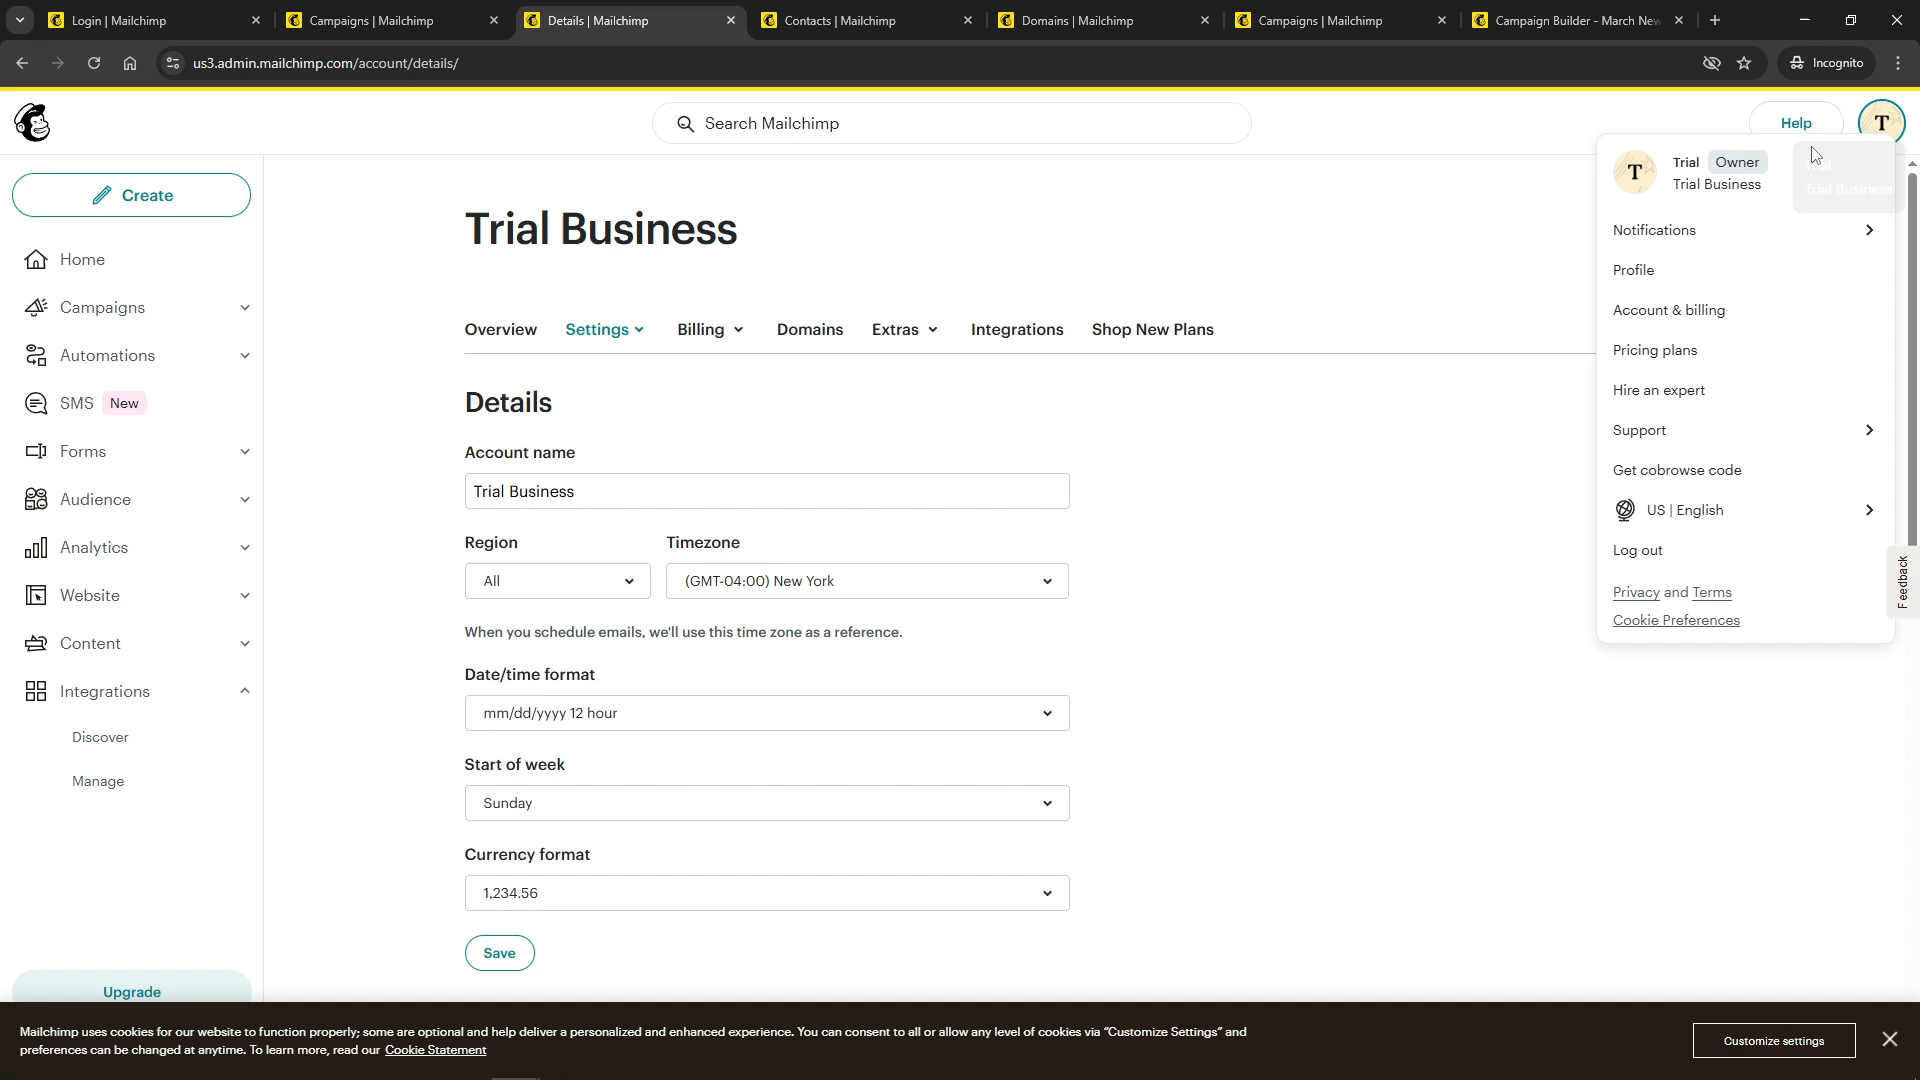 Login | Mailchimp
Campaigns | Mailchimp
Details | Mailchimp
Contacts | Mailchimp
Domains | Mailchimp
Campaigns | Mailchimp
Campaign Builder - March New
us3.admin.mailchimp.com/account/details/
Incognito
Search Mailchimp
Help
T
Create
Home
Campaigns
Automations
SMS New
Forms
Audience
Analytics
Website
Content
Integrations
Discover
Manage
Upgrade
Trial Business
Overview
Settings
Billing
Domains
Extras
Integrations
Shop New Plans
Details
Account name
Trial Business
Region
Timezone
All
(GMT-04:00) New York
When you schedule emails, we'll use this time zone as a reference.
Date/time format
mm/dd/yyyy 12 hour
Start of week
Sunday
Currency format
1,234.56
Save
T
Trial Owner
Trial Business
Trial
Trial Business
Notifications
Profile
Account & billing
Pricing plans
Hire an expert
Support
Get cobrowse code
US | English
Log out
Privacy and Terms
Cookie Preferences
Feedback
Mailchimp uses cookies for our website to function properly; some are optional and help deliver a personalized and enhanced experience. You can consent to all or allow any level of cookies via "Customize Settings" and
preferences can be changed at anytime. To learn more, read our Cookie Statement
Customize settings